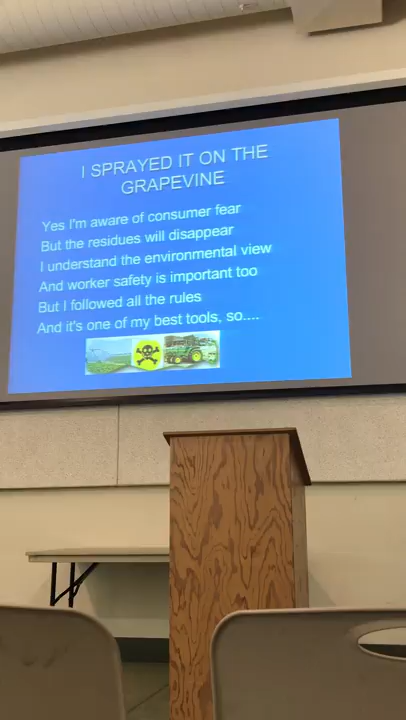 I SPRAYED IT ON THE
GRAPEVINE
Yes I'm aware of consumer fear
But the residues will disappear
I understand the environmental view
And worker safety is important too
But I followed all the rules
And it's one of my best tools, so....